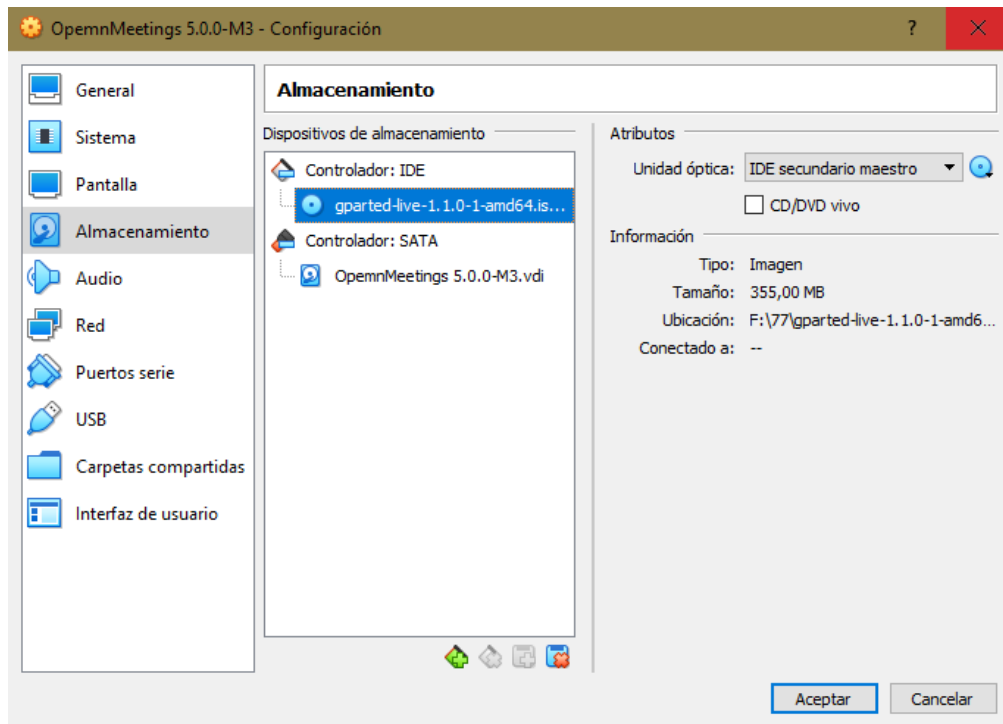 OpemnMeetings 5.0.0-M3 - Configuración
?
General
Sistema
Pantalla
Almacenamiento
Audio
Red
Puertos serie
USB
Carpetas compartidas
Interfaz de usuario
Almacenamiento
Dispositivos de almacenamiento
Controlador: IDE
gparted-live-1.1.0-1-amd64.is...
Controlador: SATA
OpemnMeetings 5.0.0-M3.vdi
Atributos
Unidad óptica: IDE secundario maestro
CD/DVD vivo
Información
Tipo: Imagen
Tamaño: 355,00 MB
Ubicación: F:\77\gparted-live-1.1.0-1-amd6...
Conectado a: --
Aceptar Cancelar